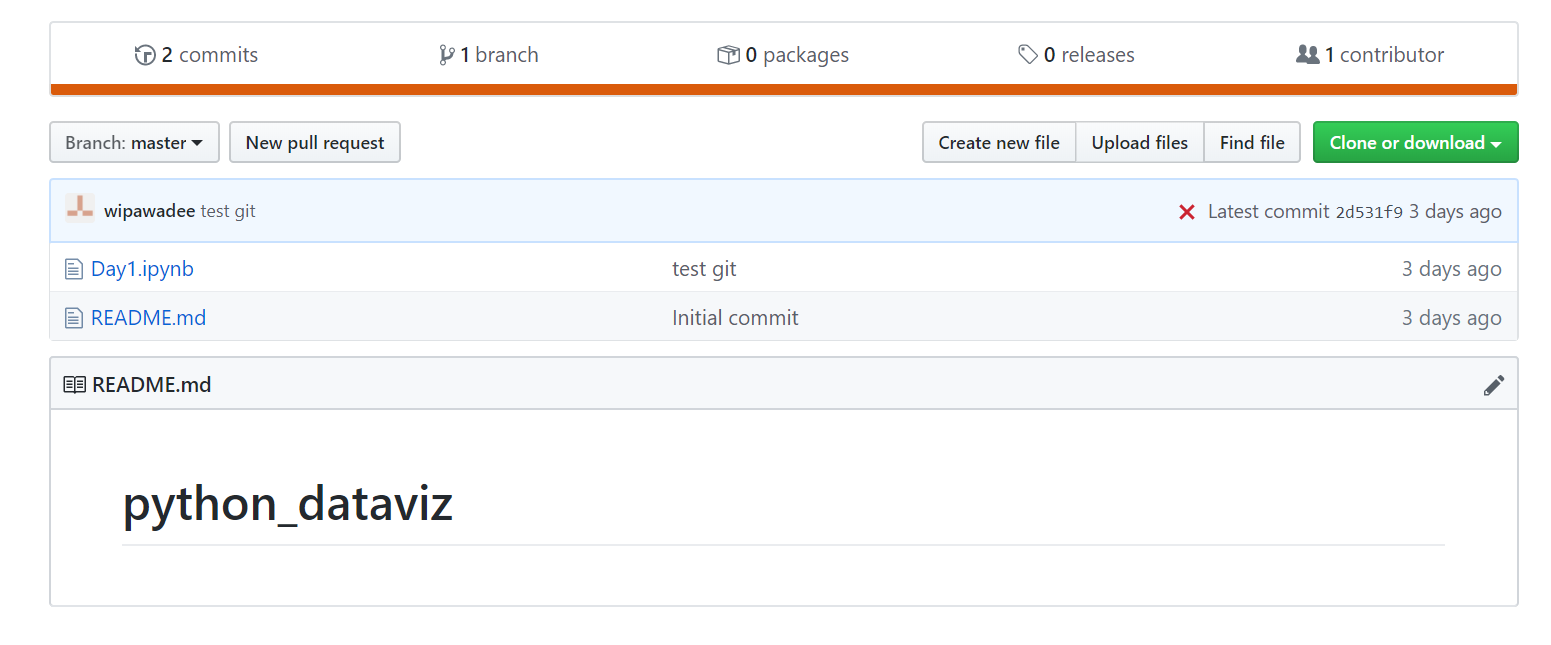 2 commits 1 branch 0 packages 0 releases 1 contributor
Branch: master New pull request Create new file Upload files Find file Clone or download
wipawadee test git Latest commit 2d531f9 3 days ago
Day1.ipynb test git 3 days ago
README.md Initial commit 3 days ago
README.md
python_dataviz